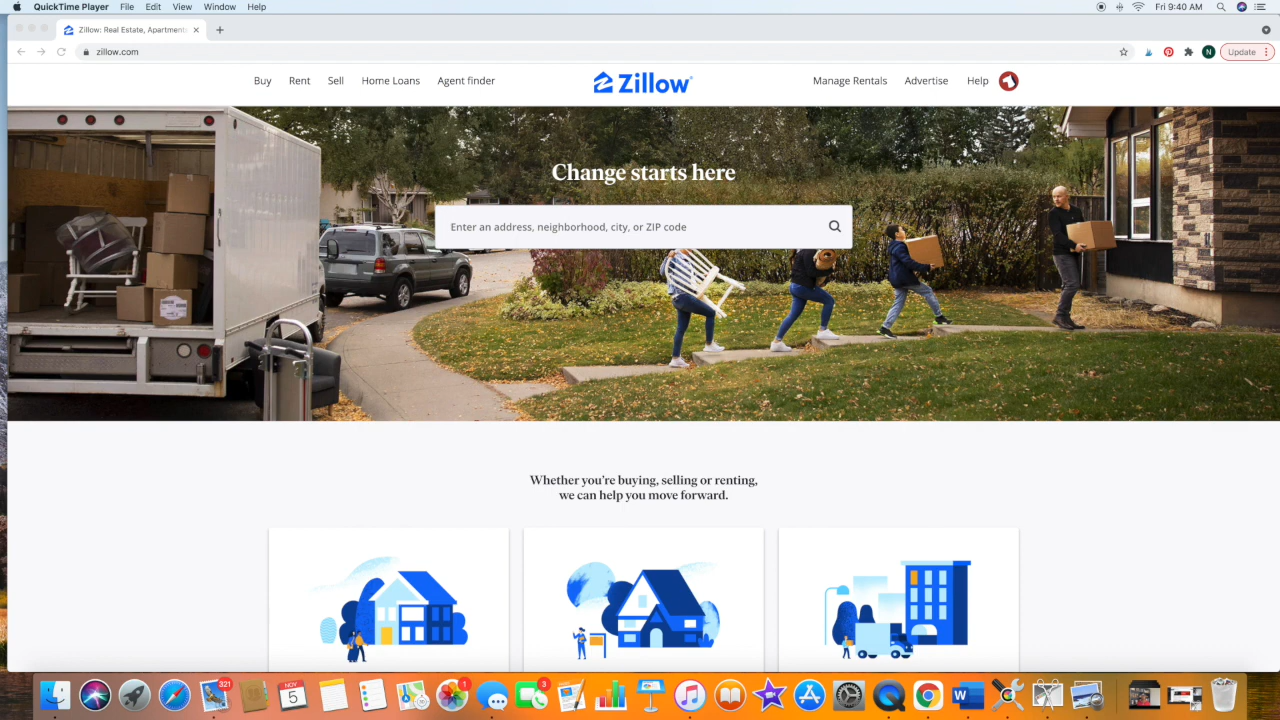 QuickTime Player File Edit View Window Help
Fri 9:40 AM
Zillow: Real Estate, Apartments
zillow.com
N
Update
Buy Rent Sell Home Loans Agent finder
Zillow
Manage Rentals Advertise Help
Change starts here
Enter an address, neighborhood, city, or ZIP code
Whether you're buying, selling or renting,
we can help you move forward.
321
NOV
5
1
3
W